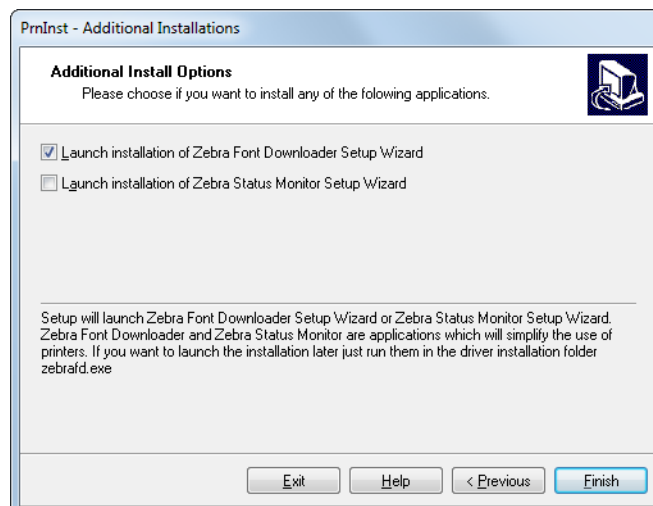 PrnInst - Additional Installations
Additional Install Options
Please choose if you want to install any of the folowing applications.
Launch installation of Zebra Font Downloader Setup Wizard
Launch installation of Zebra Status Monitor Setup Wizard
Setup will launch Zebra Font Downloader Setup Wizard or Zebra Status Monitor Setup Wizard.
Zebra Font Downloader and Zebra Status Monitor are applications which will simplify the use of
printers. If you want to launch the installation later just run them in the driver installation folder
zebrafd.exe
Exit Help < Previous Finish